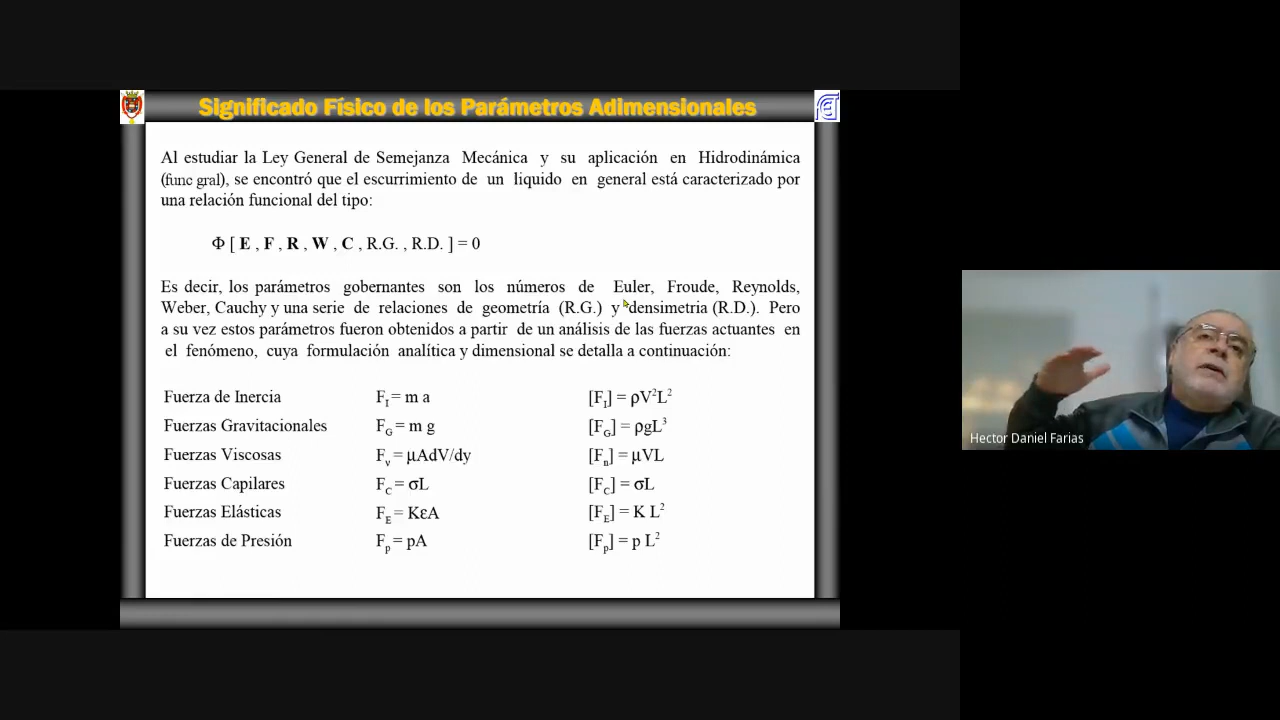 Significado Físico de los Parámetros Adimensionales
Al estudiar la Ley General de Semejanza Mecánica y su aplicación en Hidrodinámica
(func gral), se encontró que el escurrimiento de un liquido en general está caracterizado por
una relación funcional del tipo:
Φ [ E , F , R , W , C , R.G. , R.D. ] = 0
Es decir, los parámetros gobernantes son los números de Euler, Froude, Reynolds,
Weber, Cauchy y una serie de relaciones de geometría (R.G.) y densimetria (R.D.). Pero
a su vez estos parámetros fueron obtenidos a partir de un análisis de las fuerzas actuantes en
el fenómeno, cuya formulación analítica y dimensional se detalla a continuación:
Fuerza de Inercia F_I = m a [F_I] = ρV²L²
Fuerzas Gravitacionales F_G = m g [F_G] = ρgL³
Fuerzas Viscosas F_v = μAdV/dy [F_n] = μVL
Fuerzas Capilares F_C = σL [F_C] = σL
Fuerzas Elásticas F_E = KεA [F_E] = K L²
Fuerzas de Presión F_p = pA [F_p] = p L²
Hector Daniel Farias